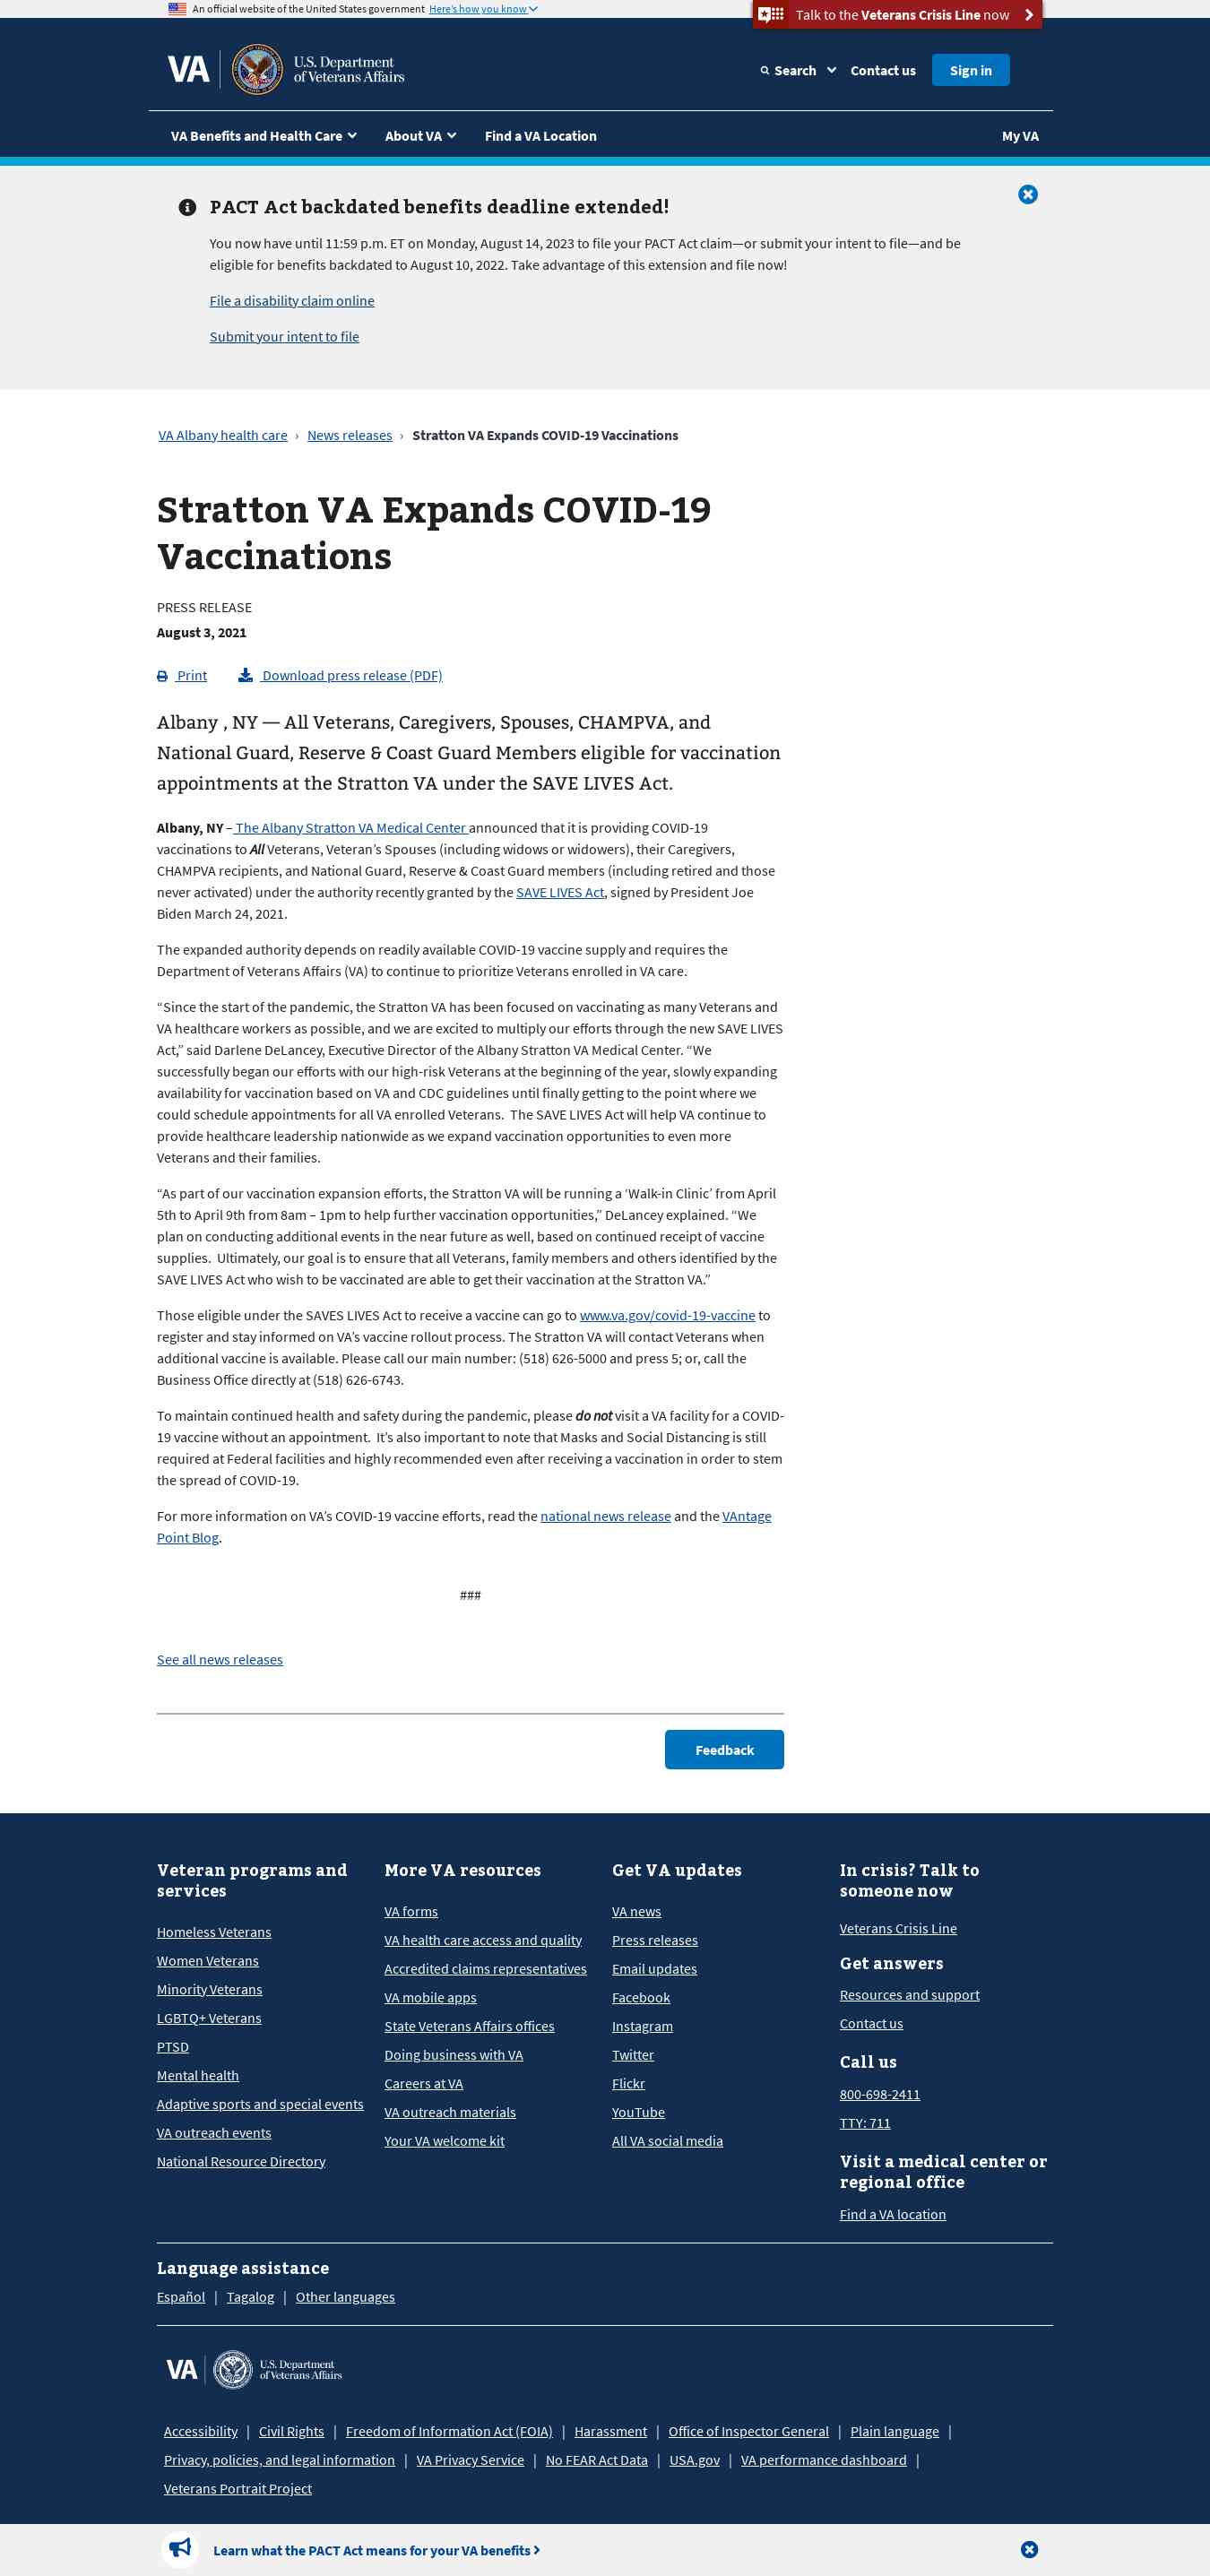 An official website of the United States government Here's how you know
Talk to the Veterans Crisis Line now
VA
U.S. Department
of Veterans Affairs
Search
Contact us
Sign in
VA Benefits and Health Care
About VA
Find a VA Location
My VA
PACT Act backdated benefits deadline extended!
You now have until 11:59 p.m. ET on Monday, August 14, 2023 to file your PACT Act claim—or submit your intent to file—and be
eligible for benefits backdated to August 10, 2022. Take advantage of this extension and file now!
File a disability claim online
Submit your intent to file
VA Albany health care › News releases › Stratton VA Expands COVID-19 Vaccinations
Stratton VA Expands COVID-19
Vaccinations
PRESS RELEASE
August 3, 2021
Print
Download press release (PDF)
Albany , NY — All Veterans, Caregivers, Spouses, CHAMPVA, and
National Guard, Reserve & Coast Guard Members eligible for vaccination
appointments at the Stratton VA under the SAVE LIVES Act.
Albany, NY – The Albany Stratton VA Medical Center announced that it is providing COVID-19
vaccinations to All Veterans, Veteran's Spouses (including widows or widowers), their Caregivers,
CHAMPVA recipients, and National Guard, Reserve & Coast Guard members (including retired and those
never activated) under the authority recently granted by the SAVE LIVES Act, signed by President Joe
Biden March 24, 2021.
The expanded authority depends on readily available COVID-19 vaccine supply and requires the
Department of Veterans Affairs (VA) to continue to prioritize Veterans enrolled in VA care.
“Since the start of the pandemic, the Stratton VA has been focused on vaccinating as many Veterans and
VA healthcare workers as possible, and we are excited to multiply our efforts through the new SAVE LIVES
Act,” said Darlene DeLancey, Executive Director of the Albany Stratton VA Medical Center. “We
successfully began our efforts with our high-risk Veterans at the beginning of the year, slowly expanding
availability for vaccination based on VA and CDC guidelines until finally getting to the point where we
could schedule appointments for all VA enrolled Veterans.  The SAVE LIVES Act will help VA continue to
provide healthcare leadership nationwide as we expand vaccination opportunities to even more
Veterans and their families.
“As part of our vaccination expansion efforts, the Stratton VA will be running a ‘Walk-in Clinic’ from April
5th to April 9th from 8am – 1pm to help further vaccination opportunities,” DeLancey explained. “We
plan on conducting additional events in the near future as well, based on continued receipt of vaccine
supplies.  Ultimately, our goal is to ensure that all Veterans, family members and others identified by the
SAVE LIVES Act who wish to be vaccinated are able to get their vaccination at the Stratton VA.”
Those eligible under the SAVES LIVES Act to receive a vaccine can go to www.va.gov/covid-19-vaccine to
register and stay informed on VA’s vaccine rollout process. The Stratton VA will contact Veterans when
additional vaccine is available. Please call our main number: (518) 626-5000 and press 5; or, call the
Business Office directly at (518) 626-6743.
To maintain continued health and safety during the pandemic, please do not visit a VA facility for a COVID-
19 vaccine without an appointment.  It’s also important to note that Masks and Social Distancing is still
required at Federal facilities and highly recommended even after receiving a vaccination in order to stem
the spread of COVID-19.
For more information on VA’s COVID-19 vaccine efforts, read the national news release and the VAntage
Point Blog.
###
See all news releases
Feedback
Veteran programs and
services
Homeless Veterans
Women Veterans
Minority Veterans
LGBTQ+ Veterans
PTSD
Mental health
Adaptive sports and special events
VA outreach events
National Resource Directory
More VA resources
VA forms
VA health care access and quality
Accredited claims representatives
VA mobile apps
State Veterans Affairs offices
Doing business with VA
Careers at VA
VA outreach materials
Your VA welcome kit
Get VA updates
VA news
Press releases
Email updates
Facebook
Instagram
Twitter
Flickr
YouTube
All VA social media
In crisis? Talk to
someone now
Veterans Crisis Line
Get answers
Resources and support
Contact us
Call us
800-698-2411
TTY: 711
Visit a medical center or
regional office
Find a VA location
Language assistance
Español | Tagalog | Other languages
VA
U.S. Department
of Veterans Affairs
Accessibility | Civil Rights | Freedom of Information Act (FOIA) | Harassment | Office of Inspector General | Plain language |
Privacy, policies, and legal information | VA Privacy Service | No FEAR Act Data | USA.gov | VA performance dashboard |
Veterans Portrait Project
Learn what the PACT Act means for your VA benefits